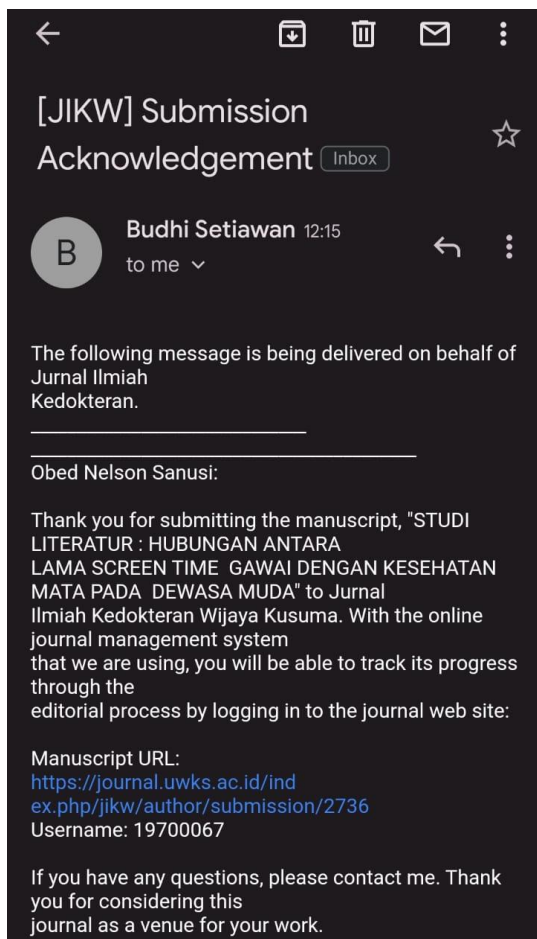 [JIKW] Submission
Acknowledgement Inbox
B
Budhi Setiawan 12:15
to me
The following message is being delivered on behalf of
Jurnal Ilmiah
Kedokteran.
Obed Nelson Sanusi:
Thank you for submitting the manuscript, "STUDI
LITERATUR : HUBUNGAN ANTARA
LAMA SCREEN TIME  GAWAI DENGAN KESEHATAN
MATA PADA  DEWASA MUDA" to Jurnal
Ilmiah Kedokteran Wijaya Kusuma. With the online
journal management system
that we are using, you will be able to track its progress
through the
editorial process by logging in to the journal web site:
Manuscript URL:
https://journal.uwks.ac.id/ind
ex.php/jikw/author/submission/2736
Username: 19700067
If you have any questions, please contact me. Thank
you for considering this
journal as a venue for your work.